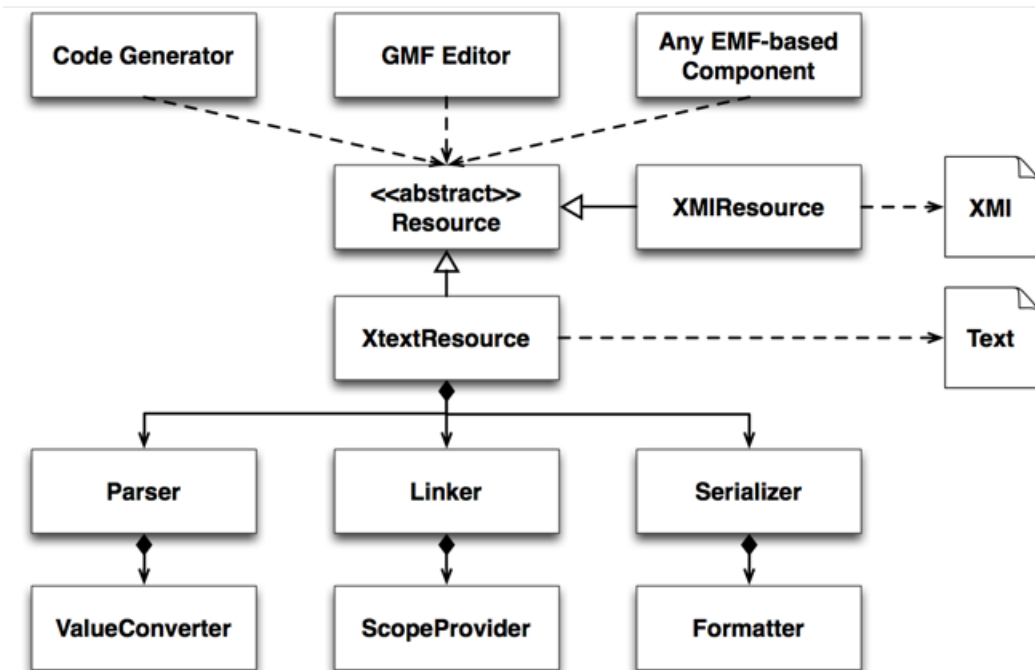 Code Generator
GMF Editor
Any EMF-based
Component
<<abstract>>
Resource
XMIResource
XMI
XtextResource
Text
Parser
Linker
Serializer
ValueConverter
ScopeProvider
Formatter